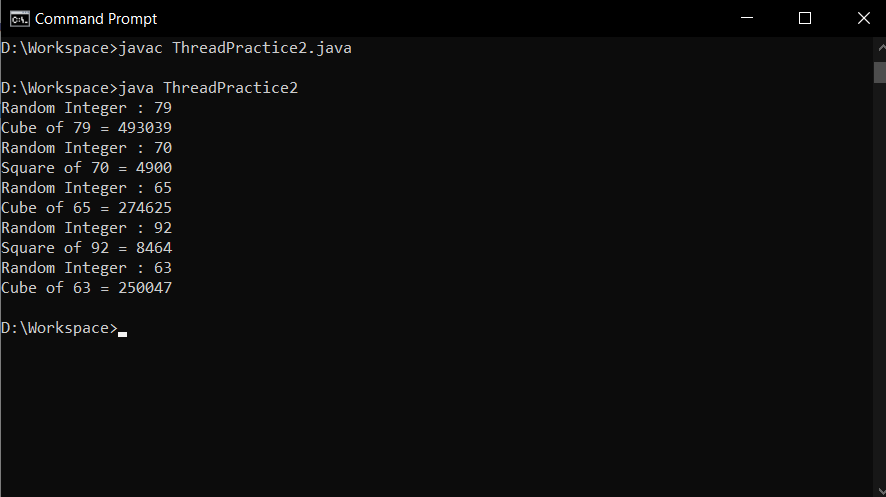 Command Prompt
D:\Workspace>javac ThreadPractice2.java
D:\Workspace>java ThreadPractice2
Random Integer : 79
Cube of 79 = 493039
Random Integer : 70
Square of 70 = 4900
Random Integer : 65
Cube of 65 = 274625
Random Integer : 92
Square of 92 = 8464
Random Integer : 63
Cube of 63 = 250047
D:\Workspace>